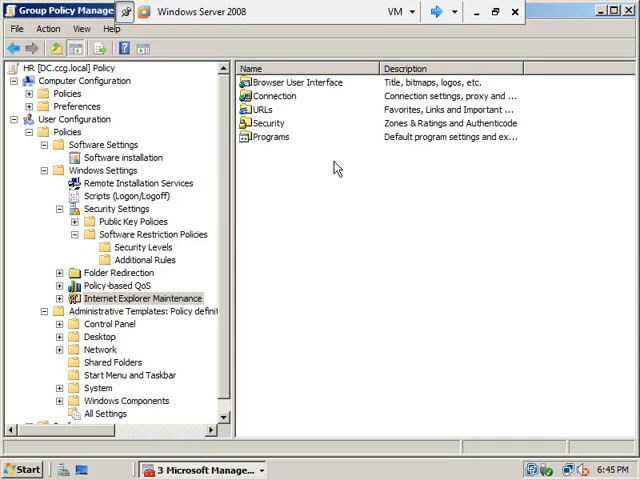 Group Policy Manage
Windows Server 2008
VM
File Action View Help
HR [DC.ccg.local] Policy
Computer Configuration
Policies
Preferences
User Configuration
Policies
Software Settings
Software installation
Windows Settings
Remote Installation Services
Scripts (Logon/Logoff)
Security Settings
Public Key Policies
Software Restriction Policies
Security Levels
Additional Rules
Folder Redirection
Policy-based QoS
Internet Explorer Maintenance
Administrative Templates: Policy definit
Control Panel
Desktop
Network
Shared Folders
Start Menu and Taskbar
System
Windows Components
All Settings
Name Description
Browser User Interface Title, bitmaps, logos, etc.
Connection Connection settings, proxy and ...
URLs Favorites, Links and Important ...
Security Zones & Ratings and Authenticode
Programs Default program settings and ex...
Start
3 Microsoft Manage...
6:45 PM